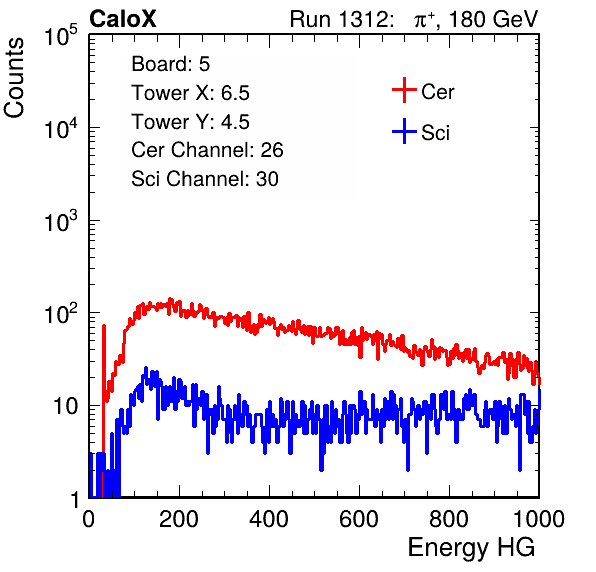 CaloX Run 1312: π⁺, 180 GeV
Counts
Board: 5
Tower X: 6.5
Tower Y: 4.5
Cer Channel: 26
Sci Channel: 30
Cer
Sci
10⁵
10⁴
10³
10²
10
1
0 200 400 600 800 1000
Energy HG